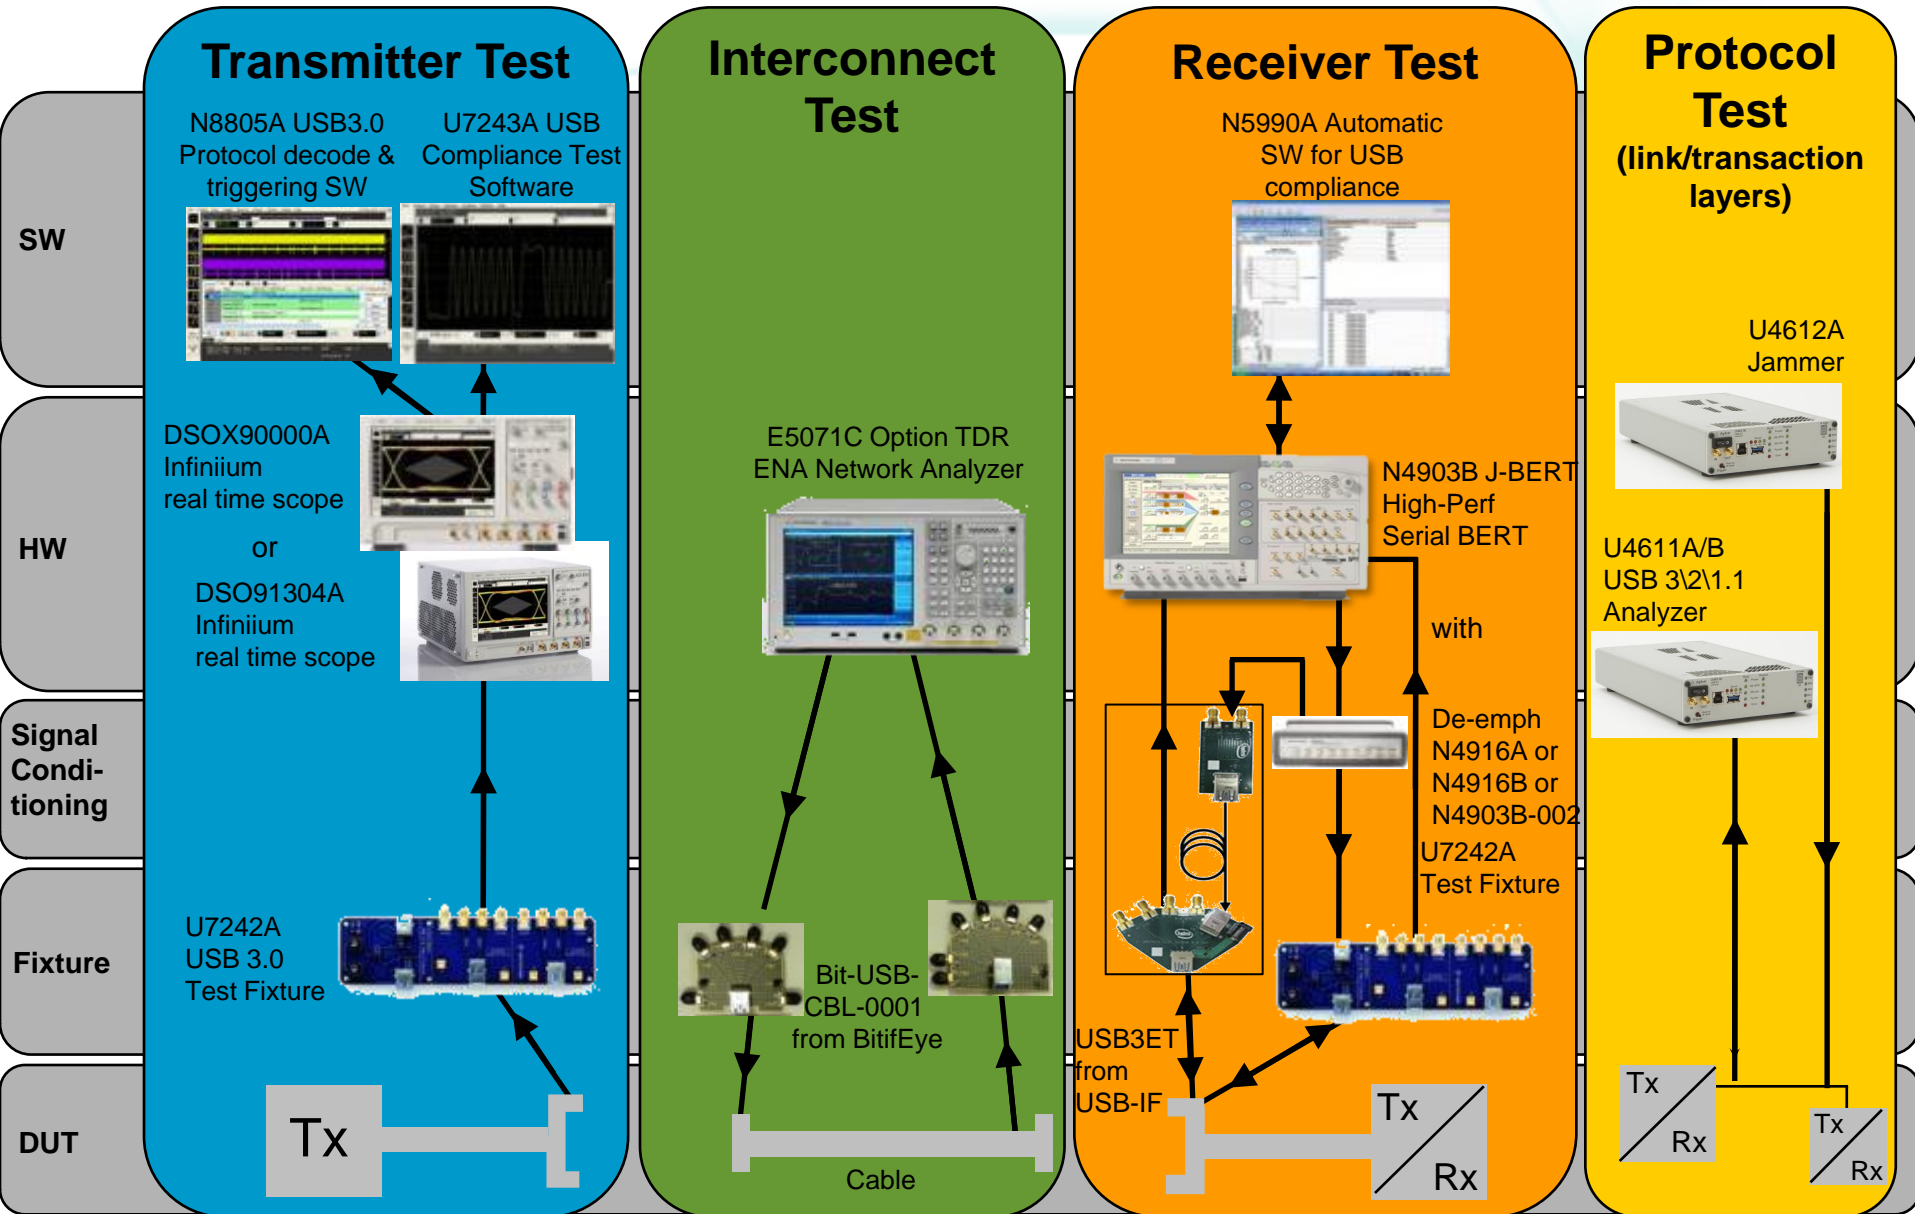 Transmitter Test
N8805A USB3.0
Protocol decode &
triggering SW
U7243A USB
Compliance Test
Software
DSOX90000A
Infiniium
real time scope
or
DSO91304A
Infiniium
real time scope
U7242A
USB 3.0
Test Fixture
Tx
Interconnect
Test
E5071C Option TDR
ENA Network Analyzer
Bit-USB-
CBL-0001
from BitifEye
Cable
Receiver Test
N5990A Automatic
SW for USB
compliance
N4903B J-BERT
High-Perf
Serial BERT
with
De-emph
N4916A or
N4916B or
N4903B-002
U7242A
Test Fixture
USB3ET
from
USB-IF
Tx
Rx
Protocol
Test
(link/transaction
layers)
U4612A
Jammer
U4611A/B
USB 3\2\1.1
Analyzer
Tx
Rx
Tx
Rx
SW
HW
Signal
Condi-
tioning
Fixture
DUT